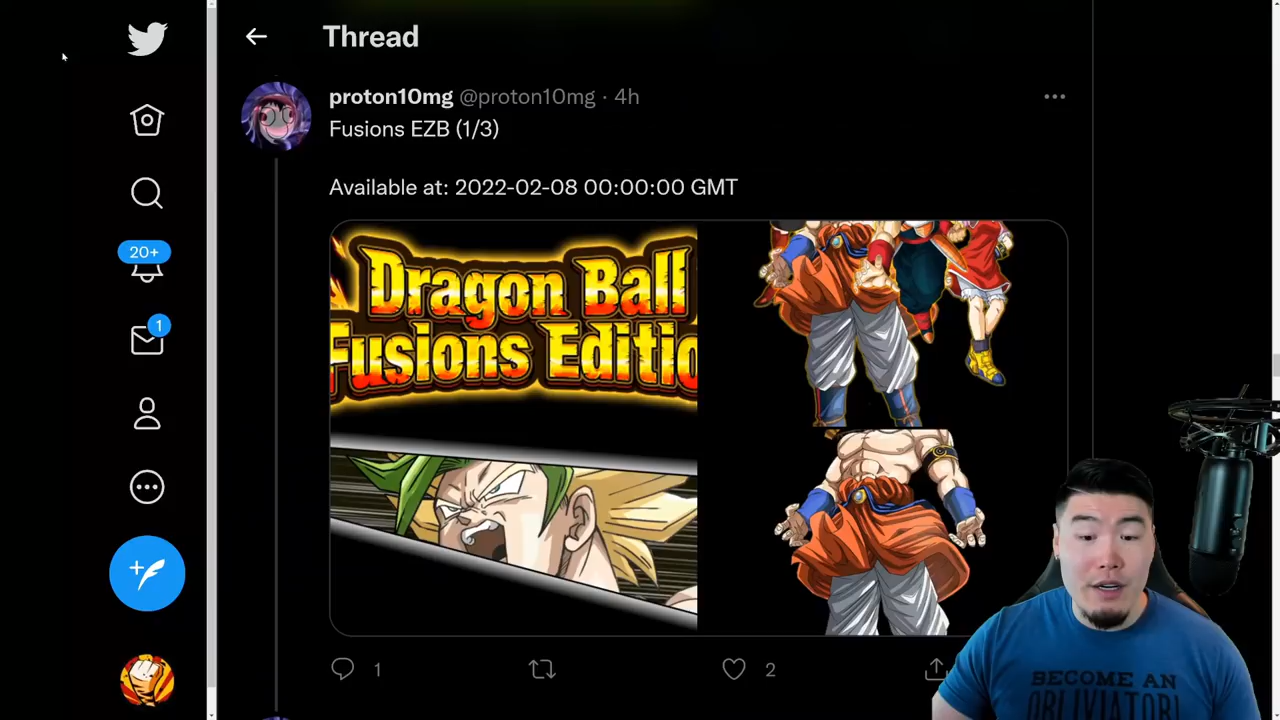 Thread
proton10mg @proton10mg · 4h
Fusions EZB (1/3)
Available at: 2022-02-08 00:00:00 GMT
20+
1
Dragon Ball
Fusions Editio
1
2
BECOME AN
OBLIVIATOR!